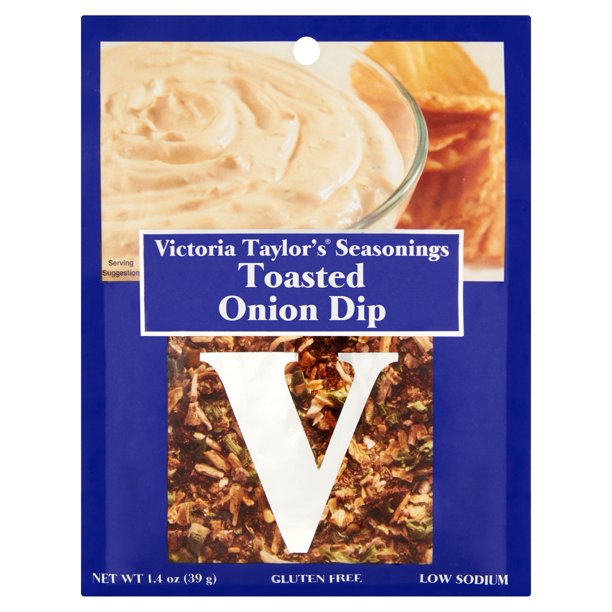 Serving
Suggestion
Victoria Taylor's® Seasonings
Toasted
Onion Dip
V
NET WT 1.4 oz (39 g) GLUTEN FREE LOW SODIUM